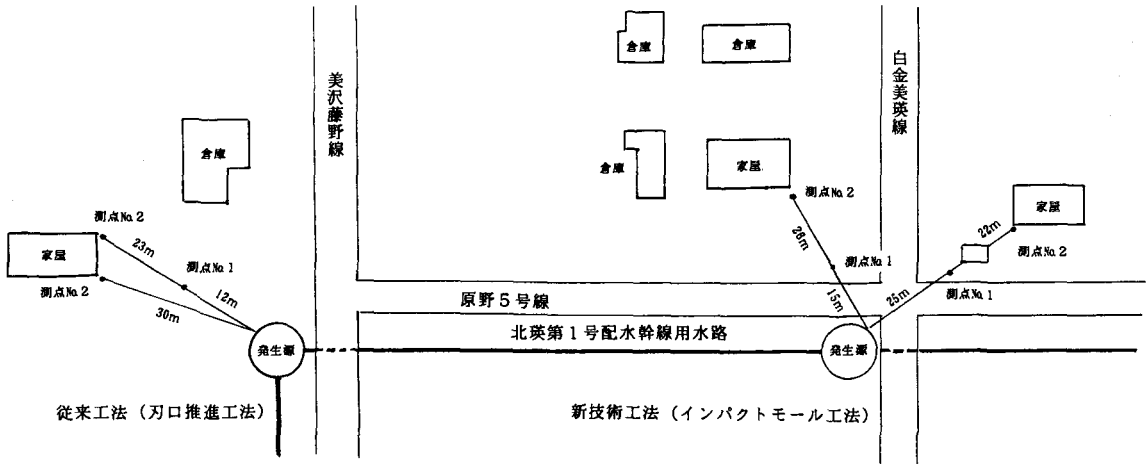 倉庫
倉庫
美沢藤野線
白金美瑛線
倉庫
倉庫
家屋
家屋
測点No.2
測点No.2
22m
家屋
23m
26m
測点No.2
測点No.1
測点No.1
測点No.2
12m
測点No.1
30m
15m
25m
原野5号線
北瑛第1号配水幹線用水路
発生源
発生源
従来工法(刃口推進工法)
新技術工法(インパクトモール工法)